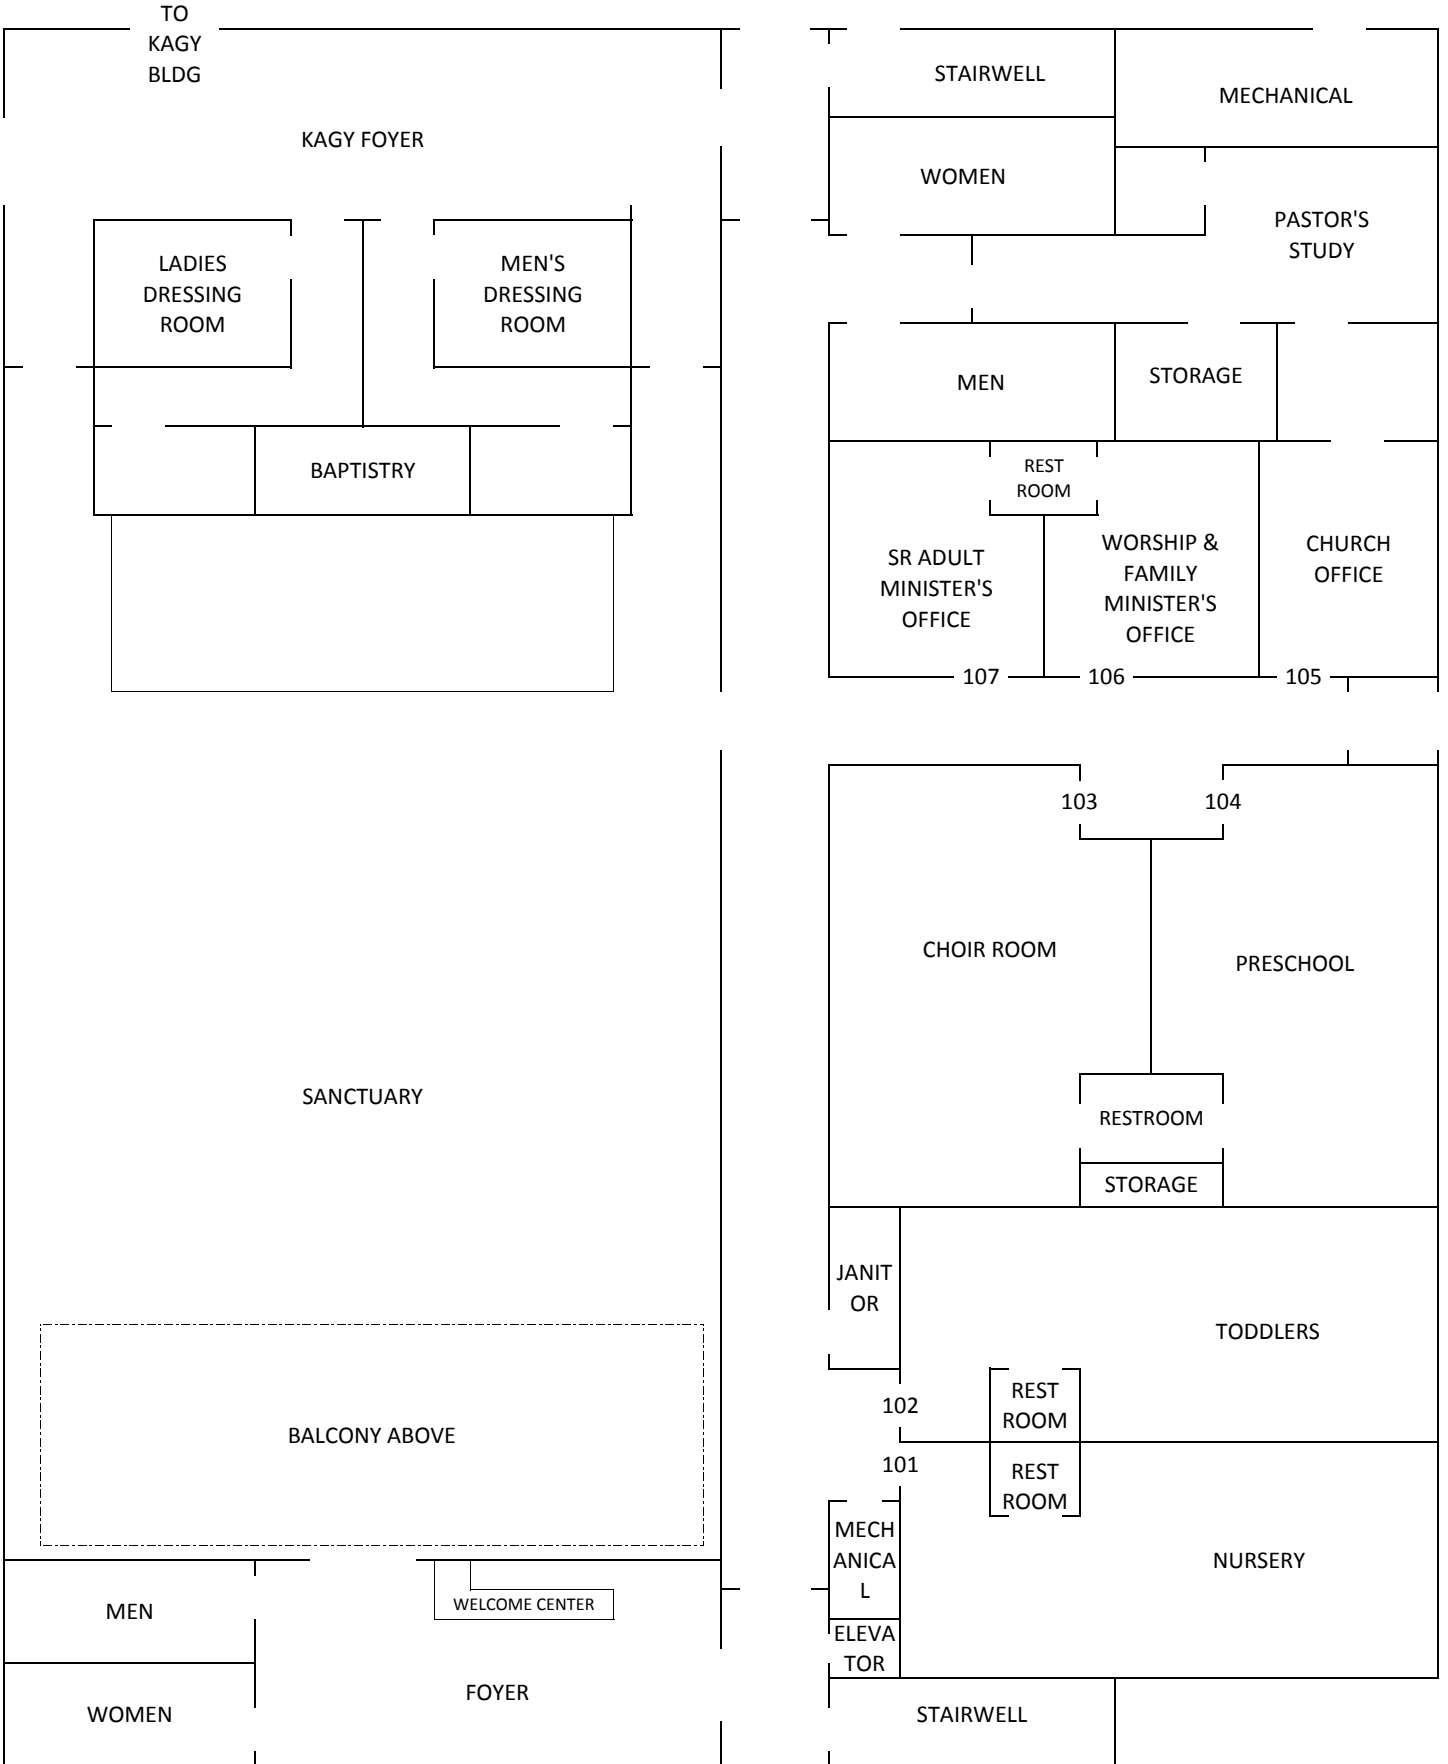 TO
KAGY
BLDG
STAIRWELL
MECHANICAL
KAGY FOYER
WOMEN
PASTOR'S
STUDY
LADIES
DRESSING
ROOM
MEN'S
DRESSING
ROOM
MEN
STORAGE
BAPTISTRY
REST
ROOM
SR ADULT
MINISTER'S
OFFICE
WORSHIP &
FAMILY
MINISTER'S
OFFICE
CHURCH
OFFICE
107
106
105
103
104
CHOIR ROOM
PRESCHOOL
SANCTUARY
RESTROOM
STORAGE
JANIT
OR
TODDLERS
BALCONY ABOVE
102
REST
ROOM
101
REST
ROOM
MECH
ANICA
L
NURSERY
MEN
WELCOME CENTER
ELEVA
TOR
FOYER
WOMEN
STAIRWELL